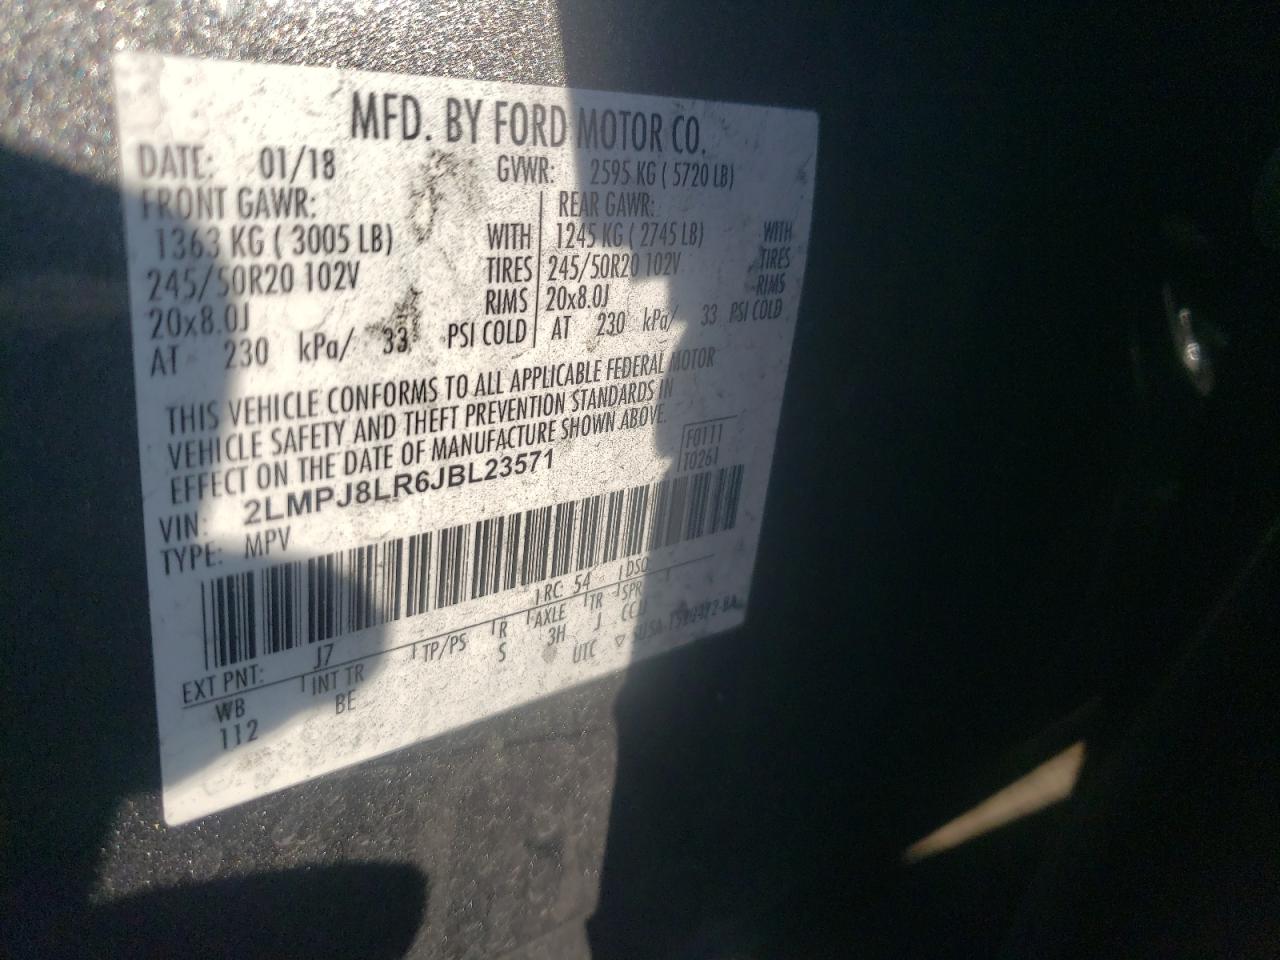 MFD. BY FORD MOTOR CO.
DATE: 01/18 GVWR: 2595 KG ( 5720 LB)
FRONT GAWR: REAR GAWR:
1363 KG ( 3005 LB) WITH 1245 KG ( 2745 LB) WITH
245/50R20 102V TIRES 245/50R20 102V TIRES
20x8.0J RIMS 20x8.0J RIMS
AT 230 kPa/ 33 PSI COLD AT 230 kPa/ 33 PSI COLD
THIS VEHICLE CONFORMS TO ALL APPLICABLE FEDERAL MOTOR
VEHICLE SAFETY AND THEFT PREVENTION STANDARDS IN
EFFECT ON THE DATE OF MANUFACTURE SHOWN ABOVE.
F0111
T0261
VIN: 2LMPJ8LR6JBL23571
TYPE: MPV
EXT PNT: J7 RC: 54 DSO
WB INT TR TP/PS R AXLE TR SPR
112 BE S 3H J CCU
UTC